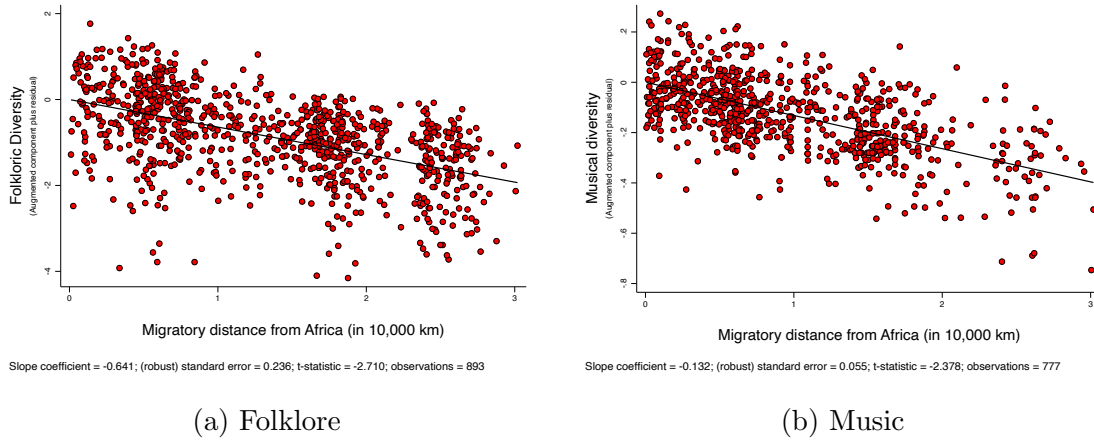 Folkloric Diversity
(Augmented component plus residual)
2
0
-2
-4
0
1
2
3
Migratory distance from Africa (in 10,000 km)
Slope coefficient = -0.641; (robust) standard error = 0.236; t-statistic = -2.710; observations = 893
(a) Folklore
Musical diversity
(Augmented component plus residual)
.2
0
-.2
-.4
-.6
-.8
0
1
2
3
Migratory distance from Africa (in 10,000 km)
Slope coefficient = -0.132; (robust) standard error = 0.055; t-statistic = -2.378; observations = 777
(b) Music